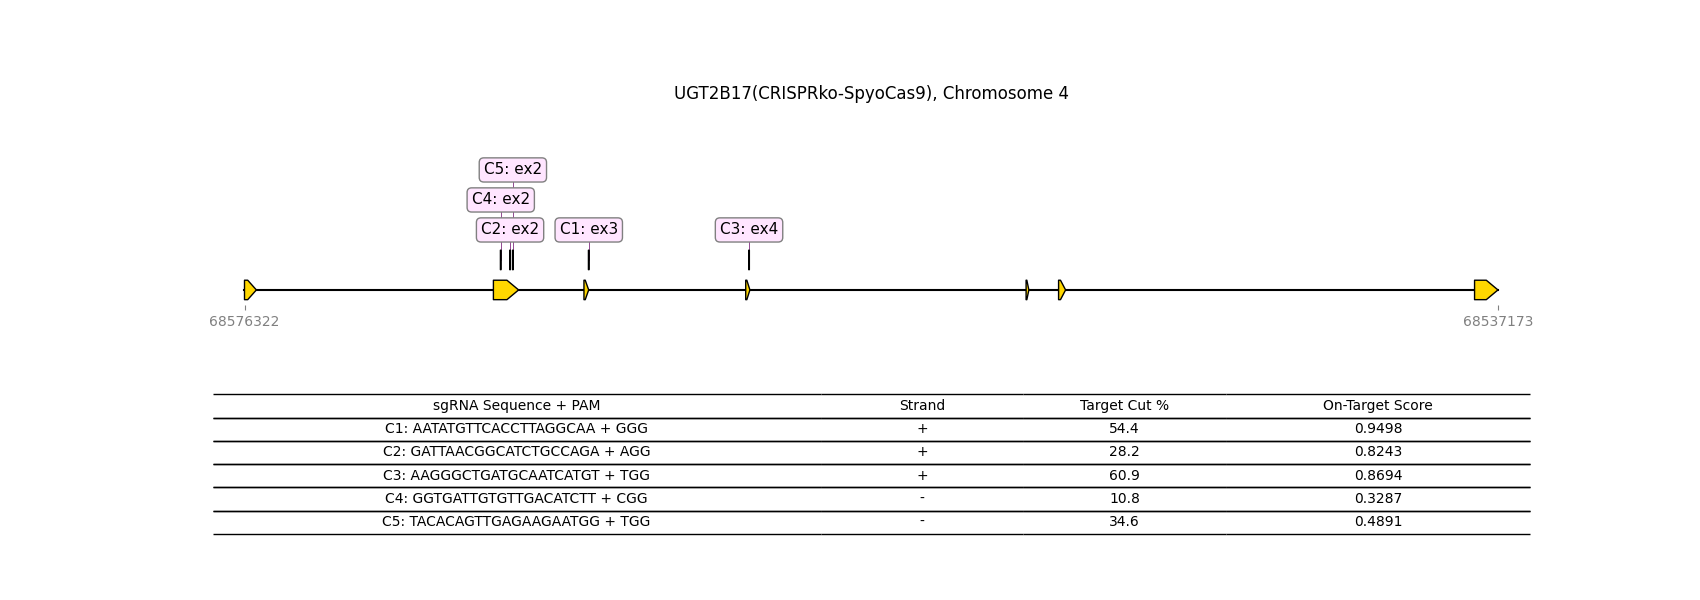 UGT2B17(CRISPRko-SpyoCas9), Chromosome 4
C5: ex2
C4: ex2
C2: ex2 C1: ex3 C3: ex4
68576322 68537173
sgRNA Sequence + PAM Strand Target Cut % On-Target Score
C1: AATATGTTCACCTTAGGCAA + GGG + 54.4 0.9498
C2: GATTAACGGCATCTGCCAGA + AGG + 28.2 0.8243
C3: AAGGGCTGATGCAATCATGT + TGG + 60.9 0.8694
C4: GGTGATTGTGTTGACATCTT + CGG - 10.8 0.3287
C5: TACACAGTTGAGAAGAATGG + TGG - 34.6 0.4891